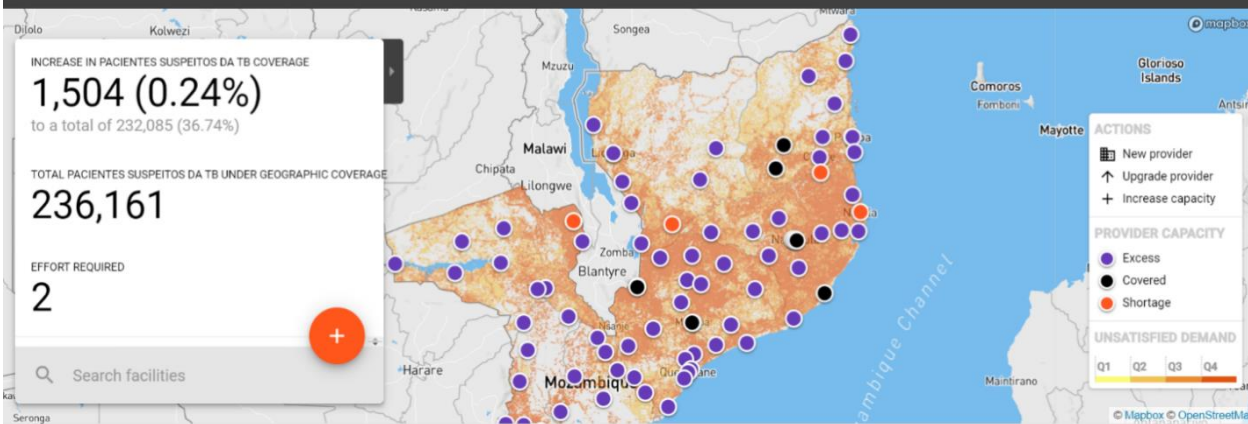 INCREASE IN PACIENTES SUSPEITOS DA TB COVERAGE
1,504 (0.24%)
to a total of 232,085 (36.74%)
TOTAL PACIENTES SUSPEITOS DA TB UNDER GEOGRAPHIC COVERAGE
236,161
EFFORT REQUIRED
2
+
Search facilities
Dilolo
Kolwezi
Songea
Mtwara
mapbox
Mzuzu
Malawi
Chipata
Lilongwe
Zomba
Blantyre
Nsanje
Harare
Mozambique
Seronga
Comoros
Fomboni
Mayotte
Glorioso
Islands
Maintirano
ambique Channel
ACTIONS
New provider
Upgrade provider
+ Increase capacity
PROVIDER CAPACITY
Excess
Covered
Shortage
UNSATISFIED DEMAND
Q1 Q2 Q3 Q4
© Mapbox © OpenStreetMa